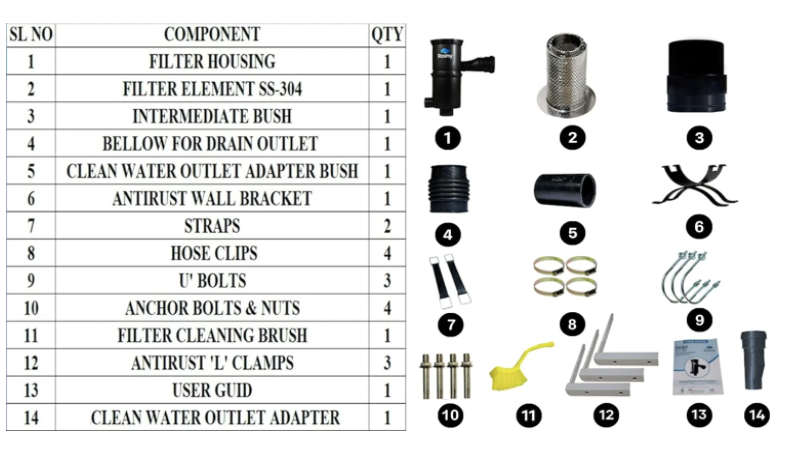 SL NO COMPONENT QTY
1 FILTER HOUSING 1
2 FILTER ELEMENT SS-304 1
3 INTERMEDIATE BUSH 1
4 BELLOW FOR DRAIN OUTLET 1
5 CLEAN WATER OUTLET ADAPTER BUSH 1
6 ANTIRUST WALL BRACKET 1
7 STRAPS 2
8 HOSE CLIPS 4
9 U' BOLTS 3
10 ANCHOR BOLTS & NUTS 4
11 FILTER CLEANING BRUSH 1
12 ANTIRUST 'L' CLAMPS 3
13 USER GUID 1
14 CLEAN WATER OUTLET ADAPTER 1
Rainy
1 2 3
4 5 6
7 8 9
10 11 12 13 14